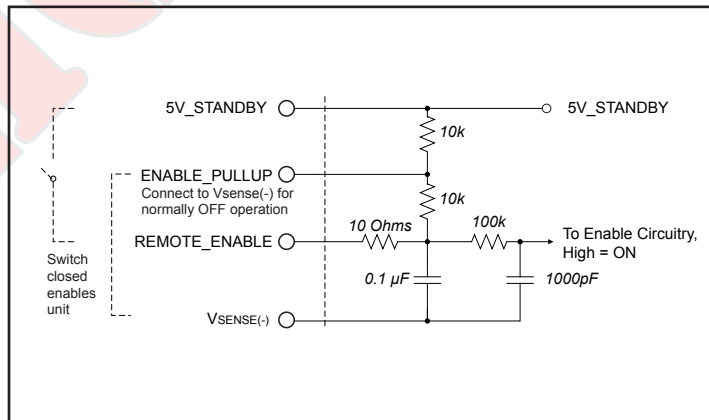 5V_STANDBY
5V_STANDBY
10k
ENABLE_PULLUP
Connect to Vsense(-) for
normally OFF operation
10k
10 Ohms
100k
REMOTE_ENABLE
To Enable Circuitry,
High = ON
Switch
closed
enables
unit
0.1 µF
1000pF
VSENSE(-)